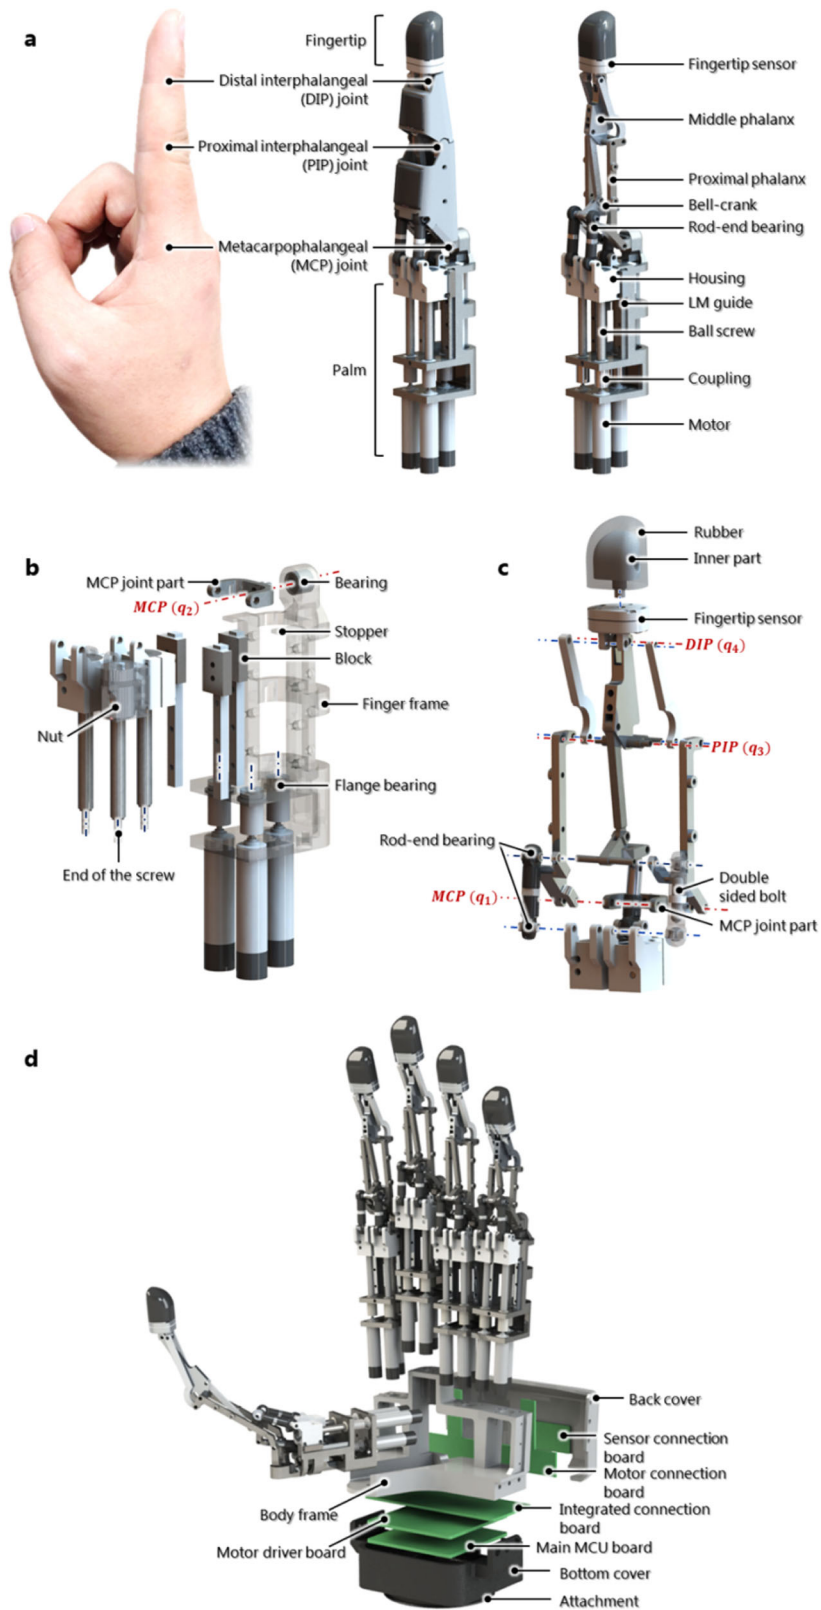 a
Fingertip
Distal interphalangeal
(DIP) joint
Proximal interphalangeal
(PIP) joint
Metacarpophalangeal
(MCP) joint
Palm
Fingertip sensor
Middle phalanx
Proximal phalanx
Bell-crank
Rod-end bearing
Housing
LM guide
Ball screw
Coupling
Motor
b
MCP joint part
MCP (q2)
Bearing
Stopper
Block
Finger frame
Nut
Flange bearing
End of the screw
c
Rubber
Inner part
Fingertip sensor
DIP (q4)
PIP (q3)
Rod-end bearing
MCP (q1)
Double
sided bolt
MCP joint part
d
Back cover
Sensor connection
board
Motor connection
board
Body frame
Integrated connection
board
Motor driver board
Main MCU board
Bottom cover
Attachment